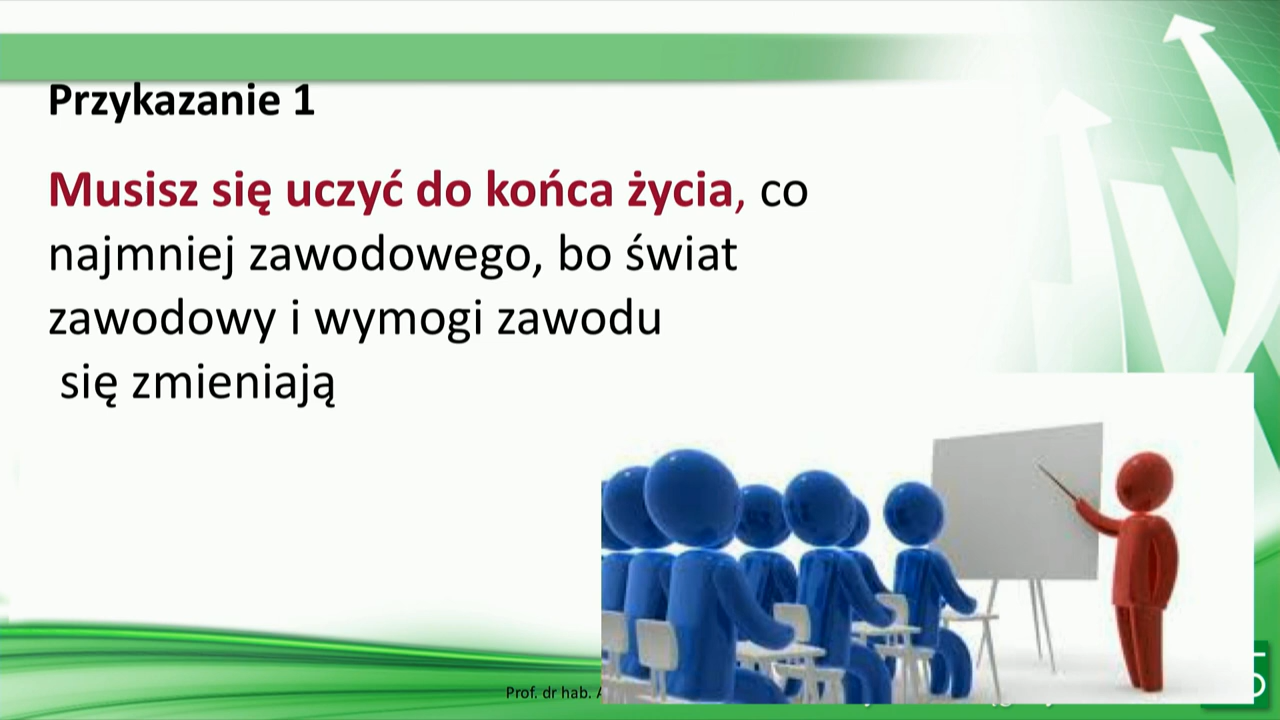 Przykazanie 1
Musisz się uczyć do końca życia, co
najmniej zawodowego, bo świat
zawodowy i wymogi zawodu
się zmieniają
Prof. dr hab.